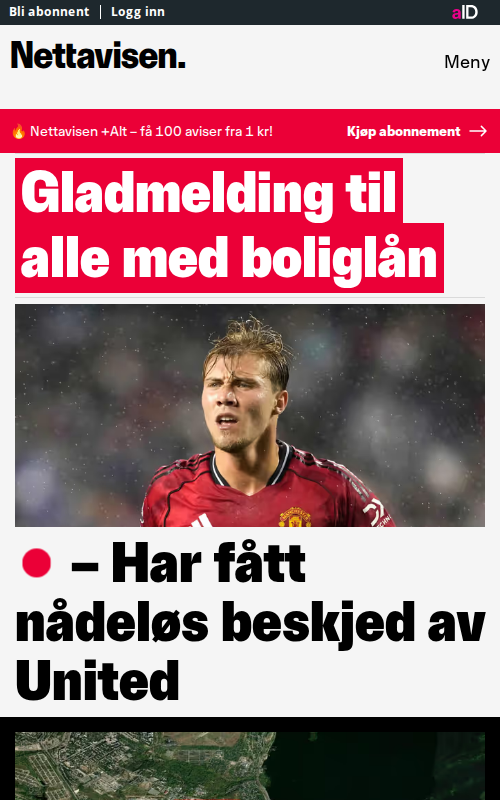 Bli abonnent | Logg inn
aID
Nettavisen.
Meny
🔥 Nettavisen +Alt – få 100 aviser fra 1 kr!
Kjøp abonnement →
Gladmelding til
alle med boliglån
– Har fått
nådeløs beskjed av
United